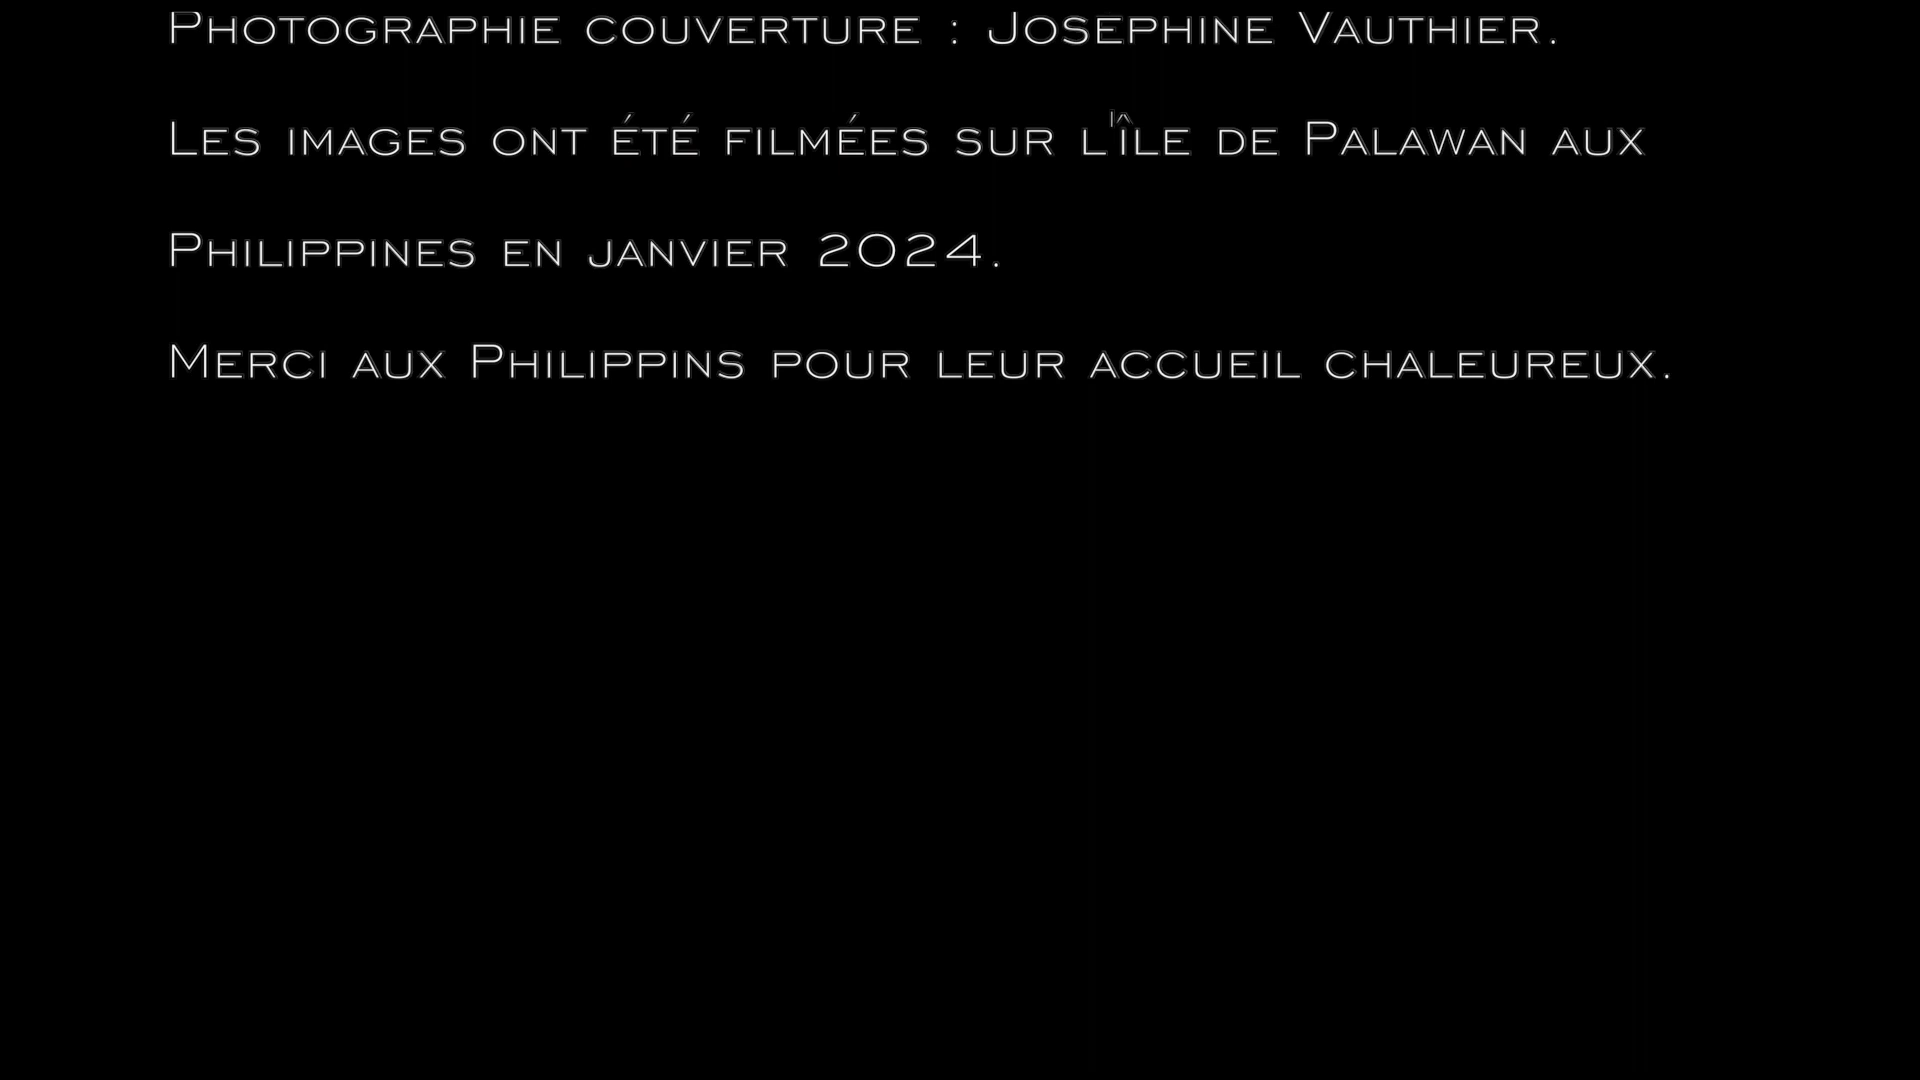 Photographie couverture : Josephine Vauthier.
Les images ont été filmées sur l'île de Palawan aux
Philippines en janvier 2024.
Merci aux Philippins pour leur accueil chaleureux.